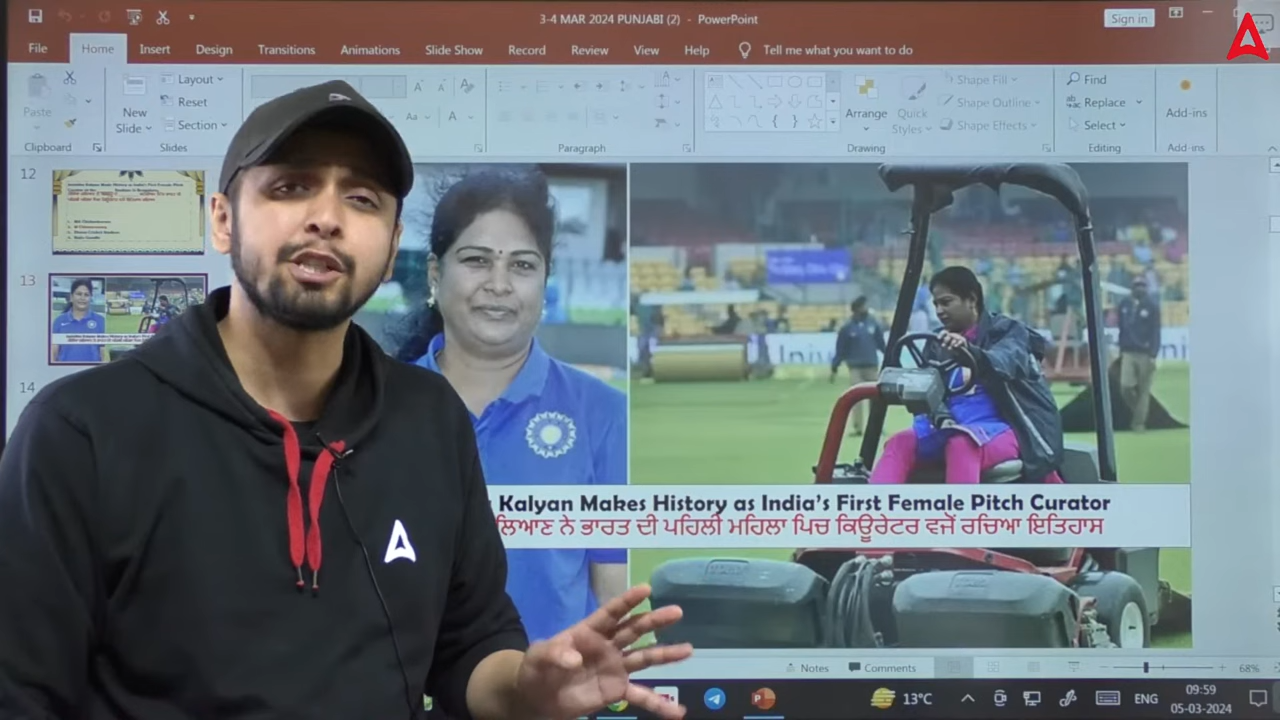 3-4 MAR 2024 PUNJABI (2) - PowerPoint
Sign in
File Home Insert Design Transitions Animations Slide Show Record Review View Help Tell me what you want to do
Paste
Clipboard
New Slide
Layout
Reset
Section
Slides
Aa
A
Paragraph
Arrange
Quick Styles
Shape Fill
Shape Outline
Shape Effects
Drawing
Find
Replace
Select
Editing
Add-ins
Add-ins
12
13
14
Kalyan Makes History as India's First Female Pitch Curator
ਲਿਆਣ ਨੇ ਭਾਰਤ ਦੀ ਪਹਿਲੀ ਮਹਿਲਾ ਪਿਚ ਕਿਊਰੇਟਰ ਵਜੋਂ ਰਚਿਆ ਇਤਿਹਾਸ
Notes Comments 68%
13°C ENG 09:59
05-03-2024